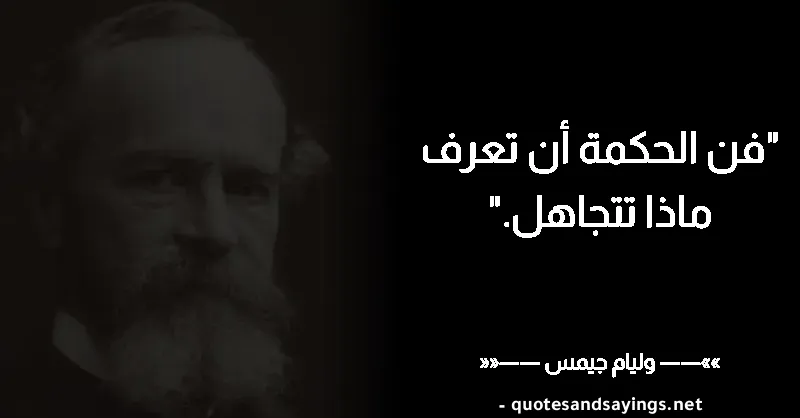 "فن الحكمة أن تعرف
ماذا تتجاهل."
»»—— وليام جيمس ——««
- quotesandsayings.net